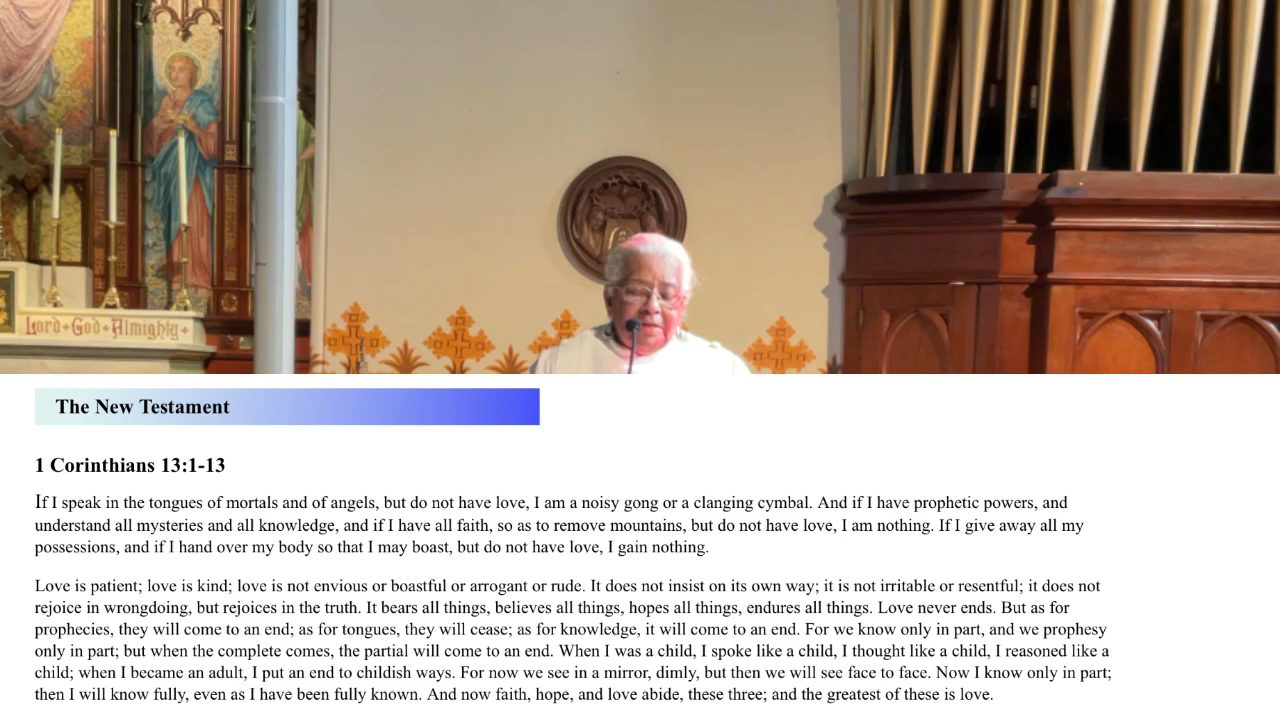 Lord+God+Almighty+
The New Testament
1 Corinthians 13:1-13
If I speak in the tongues of mortals and of angels, but do not have love, I am a noisy gong or a clanging cymbal. And if I have prophetic powers, and
understand all mysteries and all knowledge, and if I have all faith, so as to remove mountains, but do not have love, I am nothing. If I give away all my
possessions, and if I hand over my body so that I may boast, but do not have love, I gain nothing.
Love is patient; love is kind; love is not envious or boastful or arrogant or rude. It does not insist on its own way; it is not irritable or resentful; it does not
rejoice in wrongdoing, but rejoices in the truth. It bears all things, believes all things, hopes all things, endures all things. Love never ends. But as for
prophecies, they will come to an end; as for tongues, they will cease; as for knowledge, it will come to an end. For we know only in part, and we prophesy
only in part; but when the complete comes, the partial will come to an end. When I was a child, I spoke like a child, I thought like a child, I reasoned like a
child; when I became an adult, I put an end to childish ways. For now we see in a mirror, dimly, but then we will see face to face. Now I know only in part;
then I will know fully, even as I have been fully known. And now faith, hope, and love abide, these three; and the greatest of these is love.